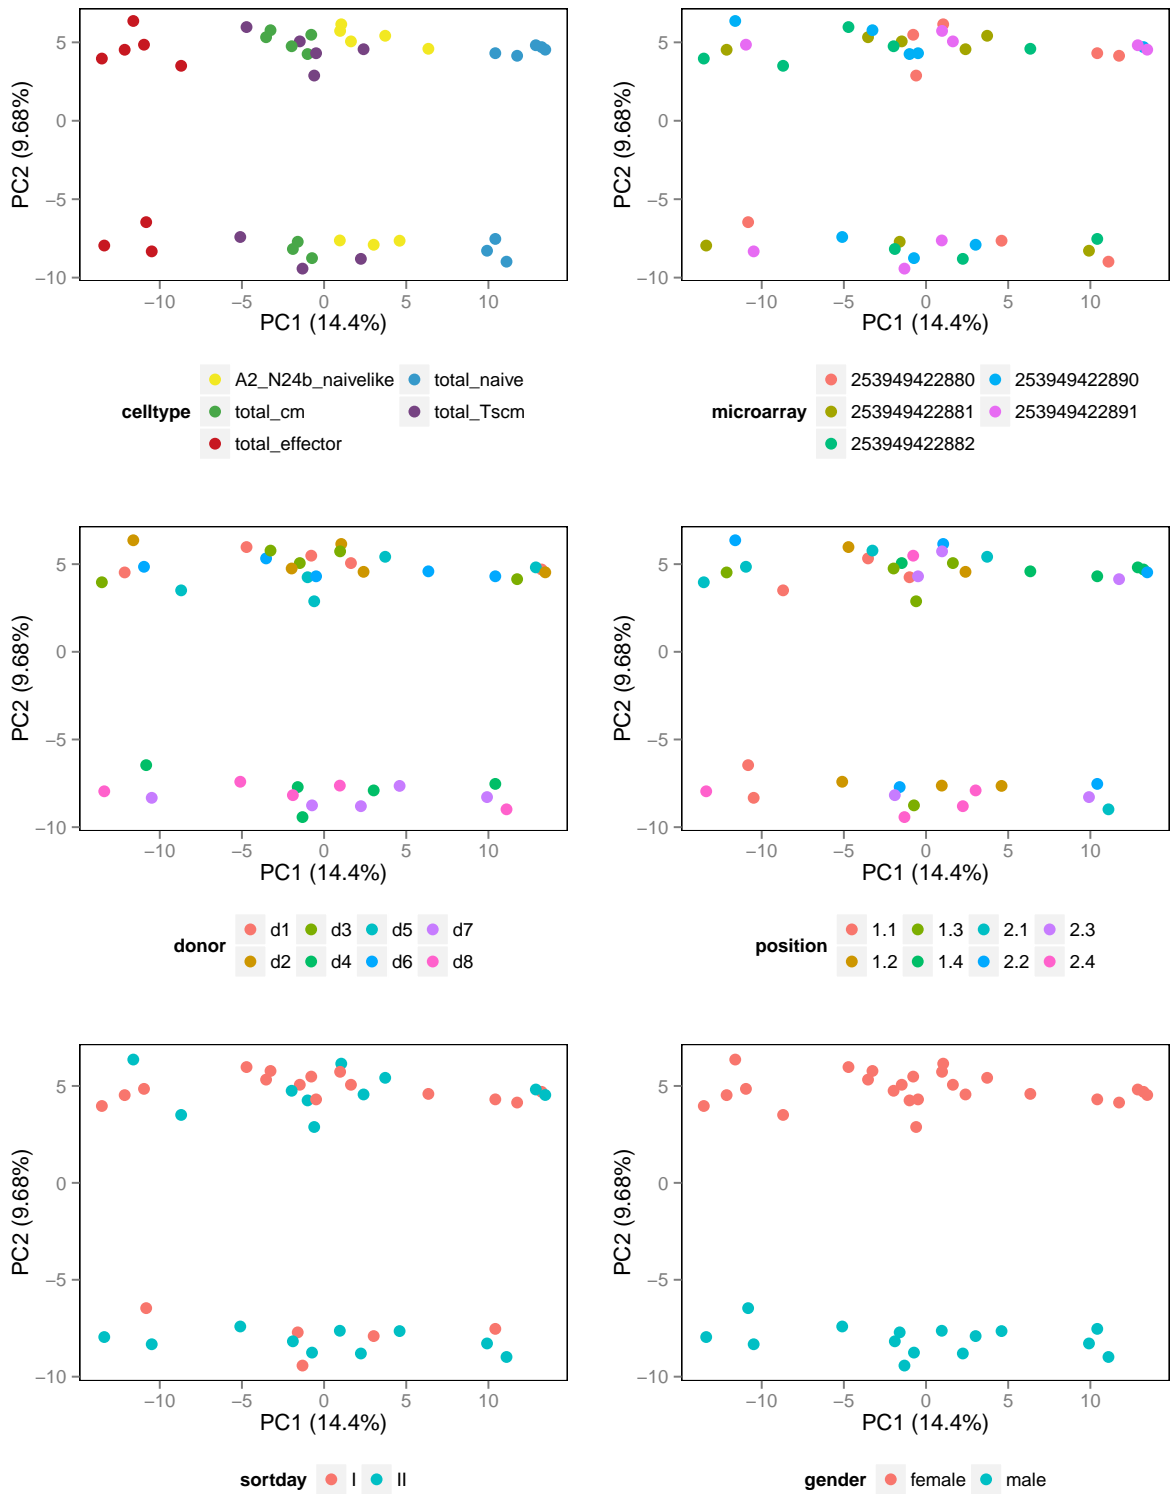 PC2 (9.68%)
5
0
−5
−10
−10 −5 0 5 10
PC1 (14.4%)
celltype
A2_N24b_naivelike total_naive
total_cm total_Tscm
total_effector
PC2 (9.68%)
5
0
−5
−10
−10 −5 0 5 10
PC1 (14.4%)
microarray
253949422880 253949422890
253949422881 253949422891
253949422882
PC2 (9.68%)
5
0
−5
−10
−10 −5 0 5 10
PC1 (14.4%)
donor
d1 d3 d5 d7
d2 d4 d6 d8
PC2 (9.68%)
5
0
−5
−10
−10 −5 0 5 10
PC1 (14.4%)
position
1.1 1.3 2.1 2.3
1.2 1.4 2.2 2.4
PC2 (9.68%)
5
0
−5
−10
−10 −5 0 5 10
PC1 (14.4%)
sortday I II
PC2 (9.68%)
5
0
−5
−10
−10 −5 0 5 10
PC1 (14.4%)
gender female male